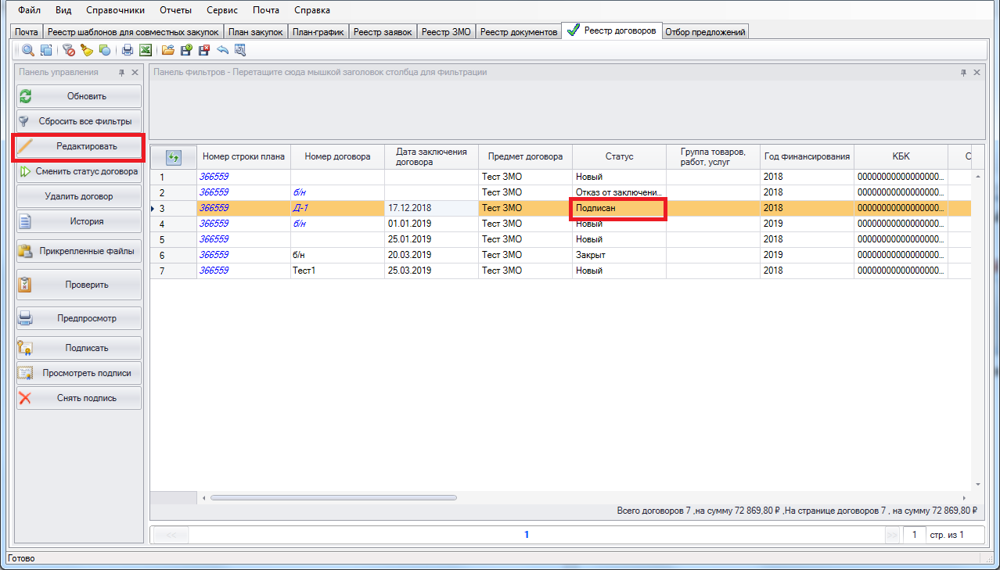 Файл Вид Справочники Отчеты Сервис Почта Справка
Почта Реестр шаблонов для совместных закупок План закупок План-график Реестр заявок Реестр ЗМО Реестр документов Реестр договоров Отбор предложений
Панель управления
Обновить
Сбросить все фильтры
Редактировать
Сменить статус договора
Удалить договор
История
Прикрепленные файлы
Проверить
Предпросмотр
Подписать
Просмотреть подписи
Снять подпись
Панель фильтров - Перетащите сюда мышкой заголовок столбца для фильтрации
Номер строки плана Номер договора Дата заключения договора Предмет договора Статус Группа товаров, работ, услуг Год финансирования КБК С
1 366559 Тест ЗМО Новый 2018 00000000000000000...
2 366559 б/н Тест ЗМО Отказ от заключени... 2018 00000000000000000...
3 366559 Д-1 17.12.2018 Тест ЗМО Подписан 2018 00000000000000000...
4 366559 б/н 01.01.2019 Тест ЗМО Новый 2019 00000000000000000...
5 366559 25.01.2019 Тест ЗМО Новый 2018 00000000000000000...
6 366559 б/н 20.03.2019 Тест ЗМО Закрыт 2019 00000000000000000...
7 366559 Тест1 25.03.2019 Тест ЗМО Новый 2018 00000000000000000...
Всего договоров 7 ,на сумму 72 869,80 ₽ ,На странице договоров 7 , на сумму 72 869,80 ₽
<< 1 >> 1 стр. из 1
Готово